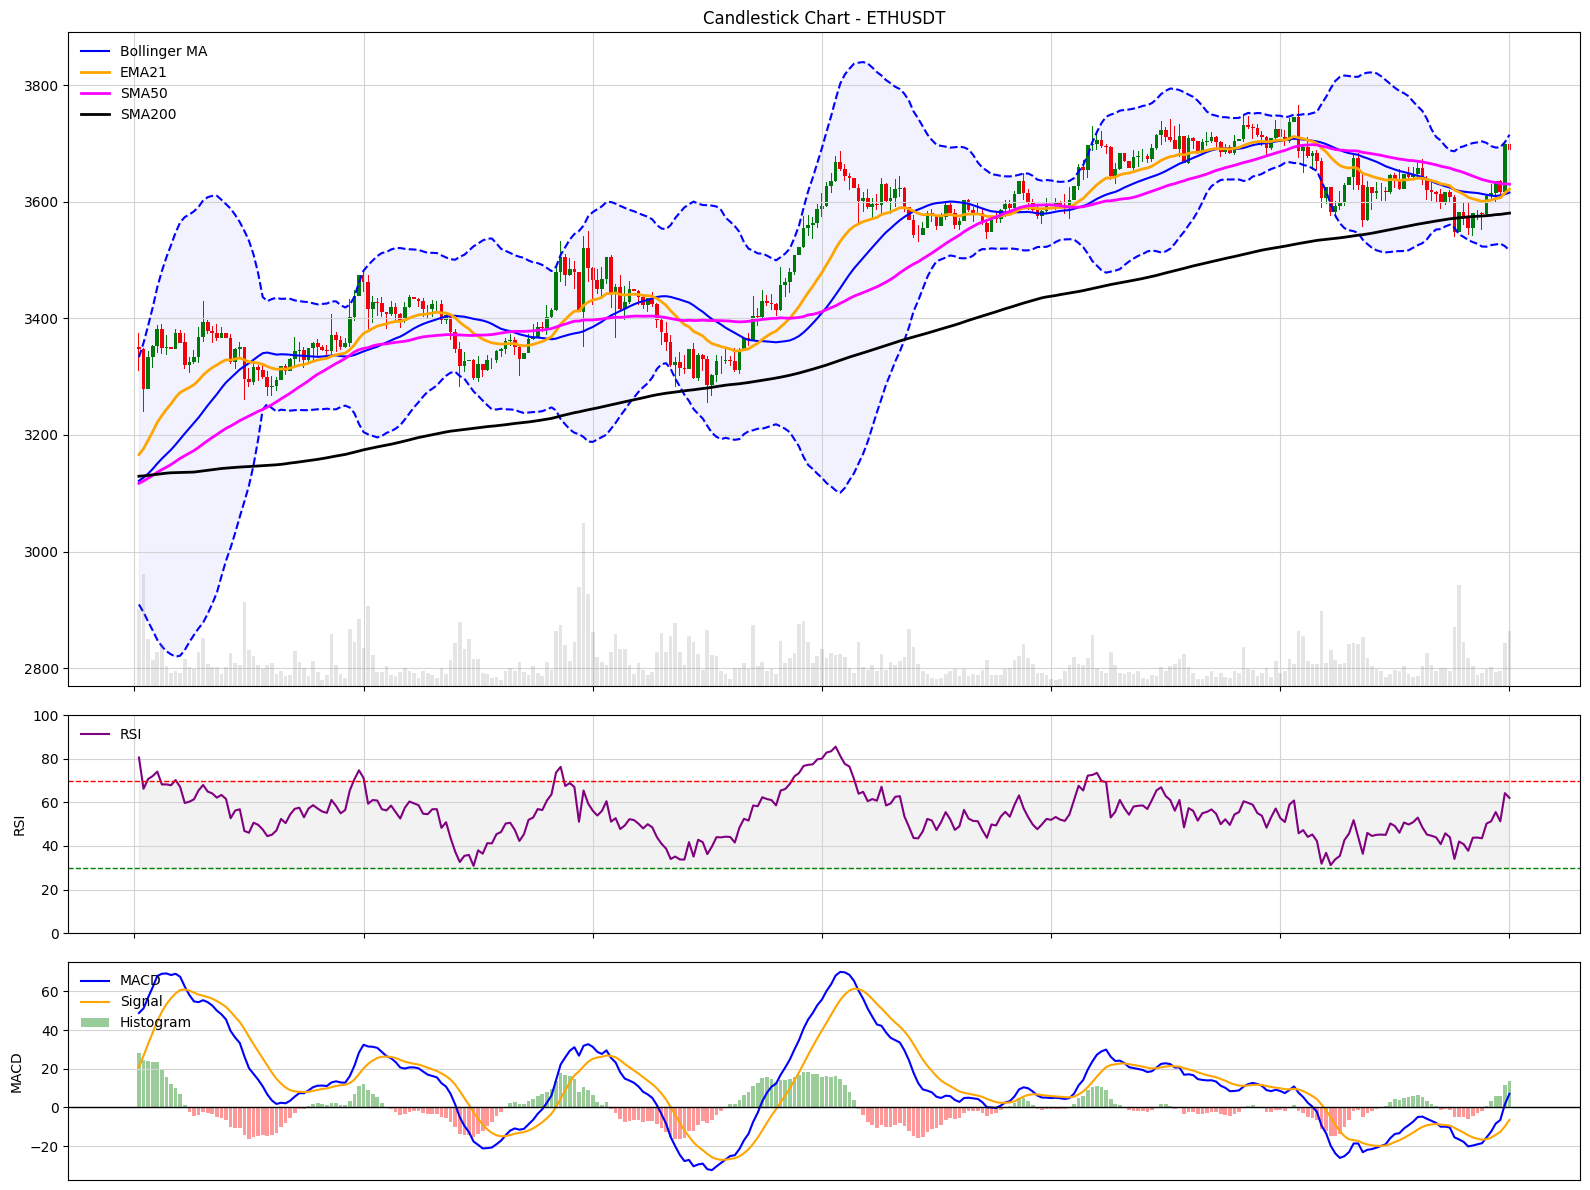 Candlestick Chart - ETHUSDT
Bollinger MA
EMA21
SMA50
SMA200
3800
3600
3400
3200
3000
2800
RSI
RSI
100
80
60
40
20
0
MACD
Signal
Histogram
MACD
60
40
20
0
−20